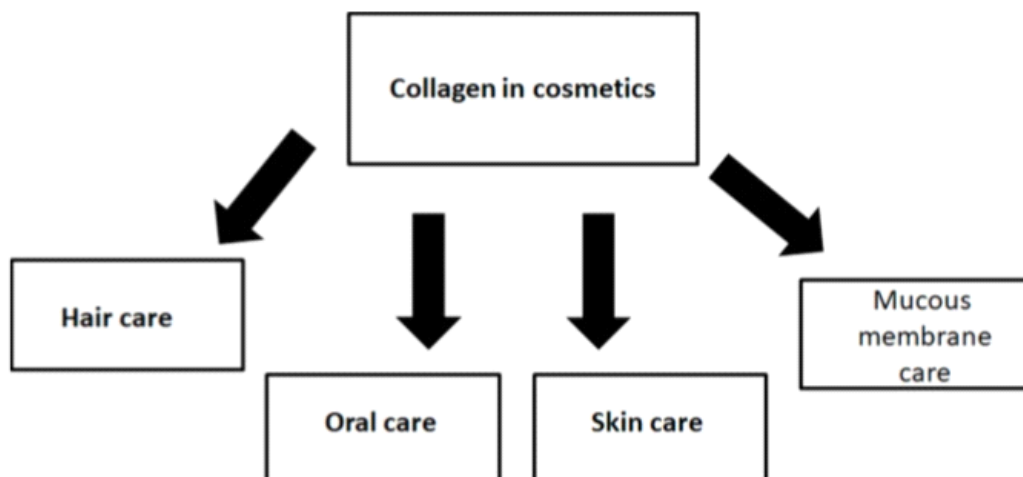 Collagen in cosmetics
Hair care
Oral care
Skin care
Mucous
membrane
care